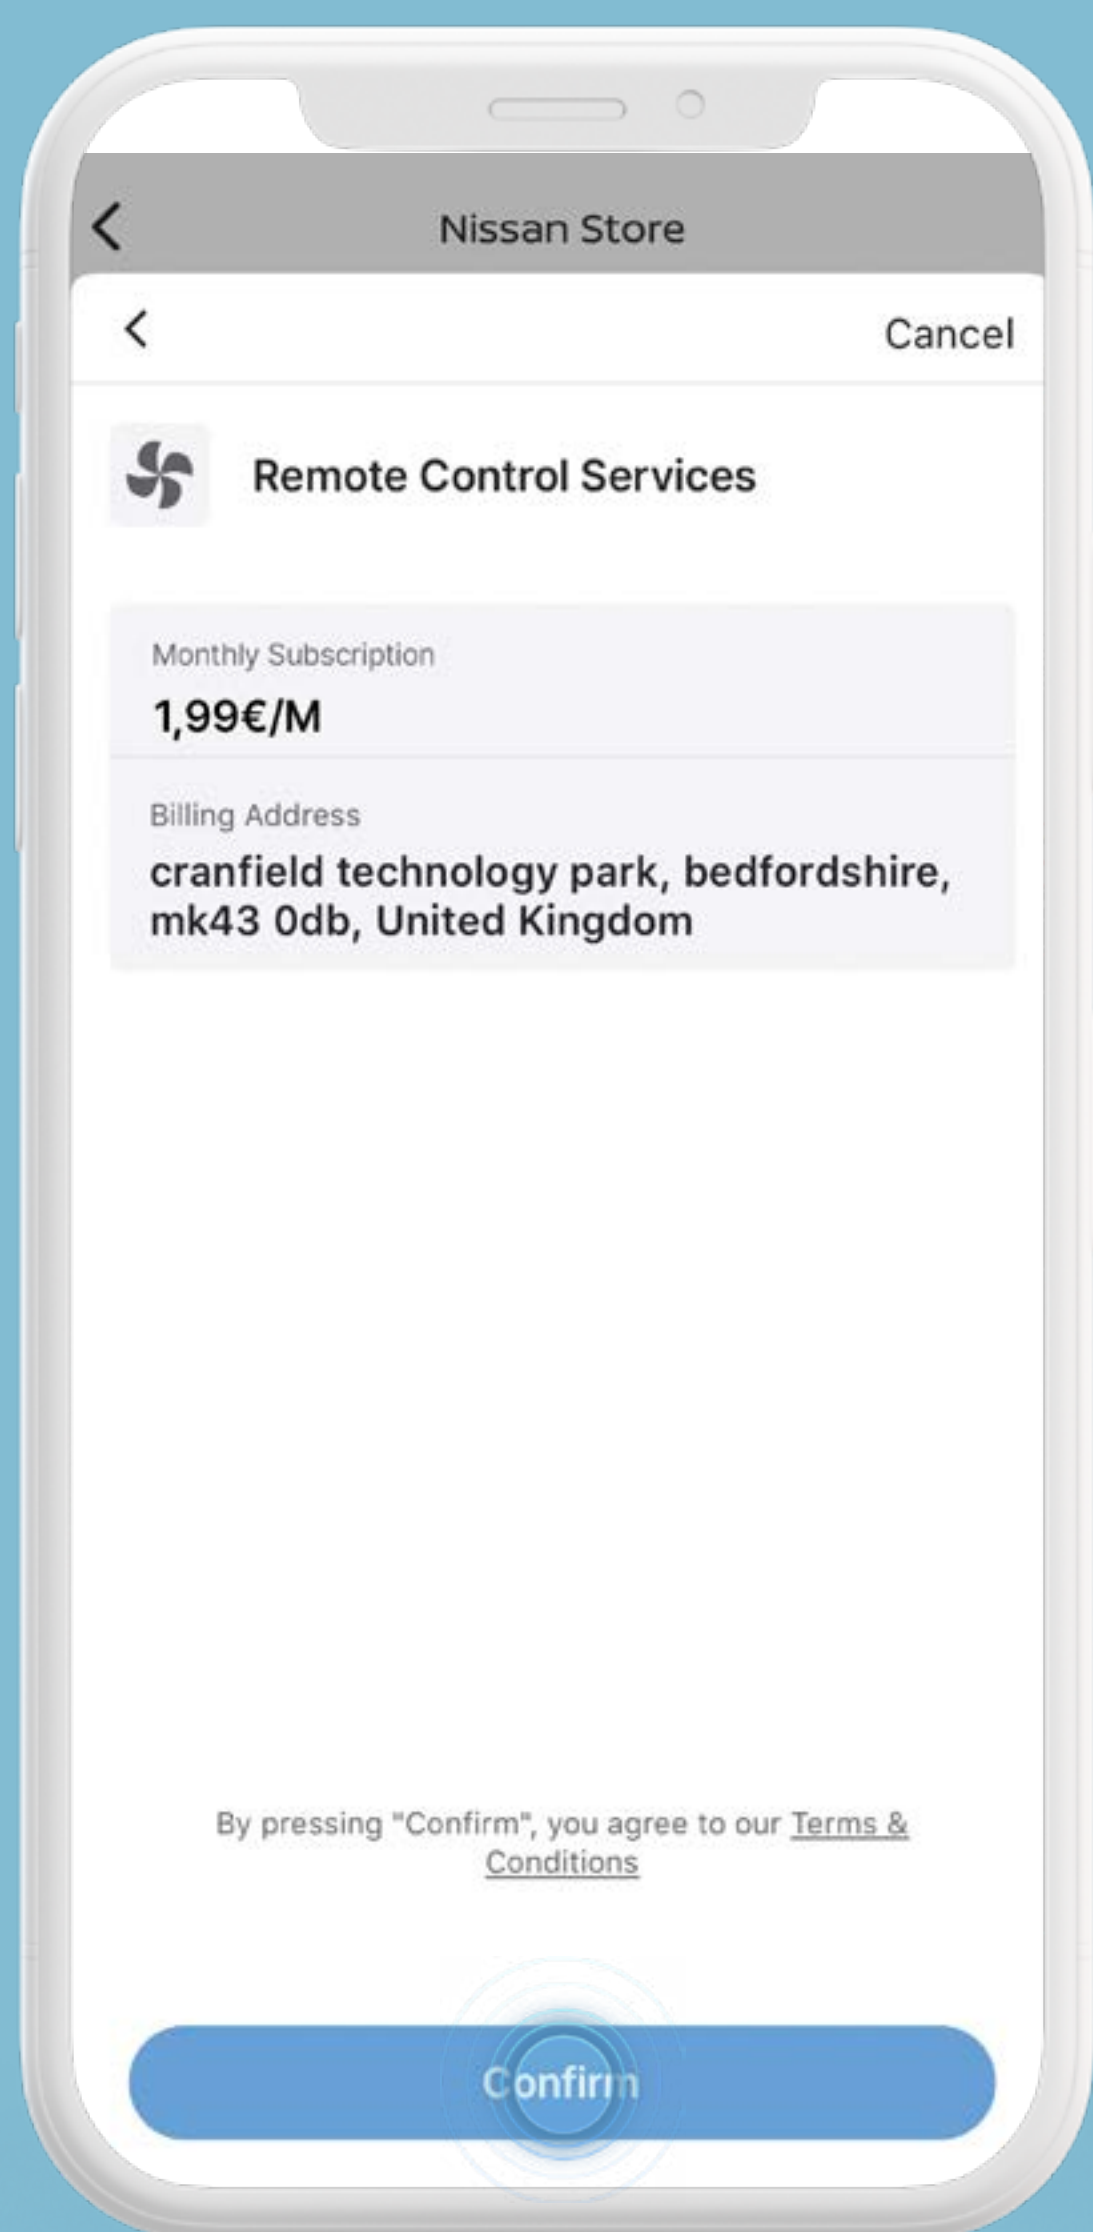 Nissan Store
Cancel
Remote Control Services
Monthly Subscription
1,99€/M
Billing Address
cranfield technology park, bedfordshire,
mk43 0db, United Kingdom
By pressing "Confirm", you agree to our Terms &
Conditions
Confirm